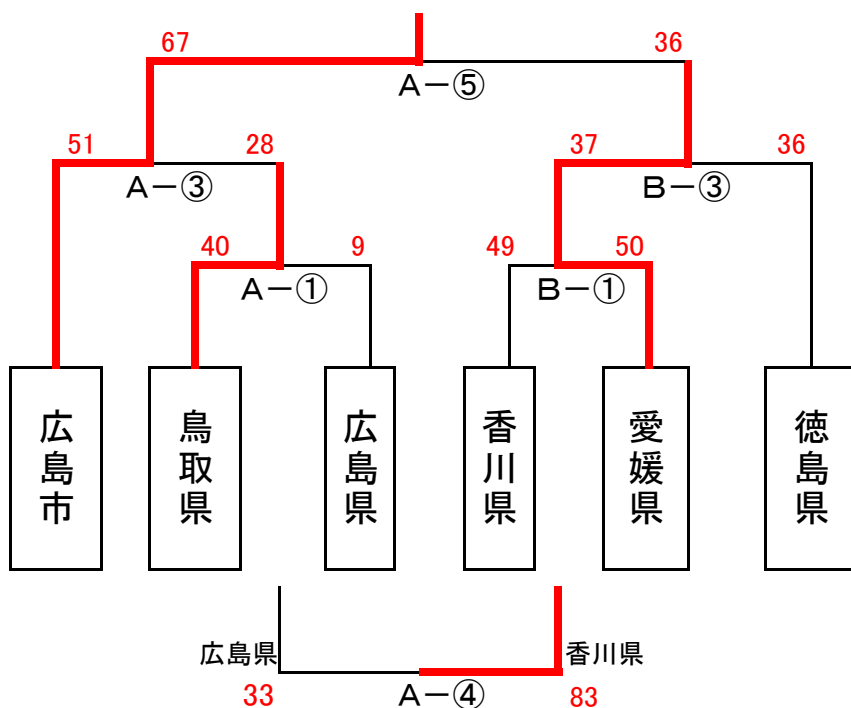 67 36
A－⑤
51 28 37 36
A－③ B－③
40 9 49 50
A－① B－①
広島市
鳥取県
広島県
香川県
愛媛県
徳島県
広島県 香川県
33 A－④ 83